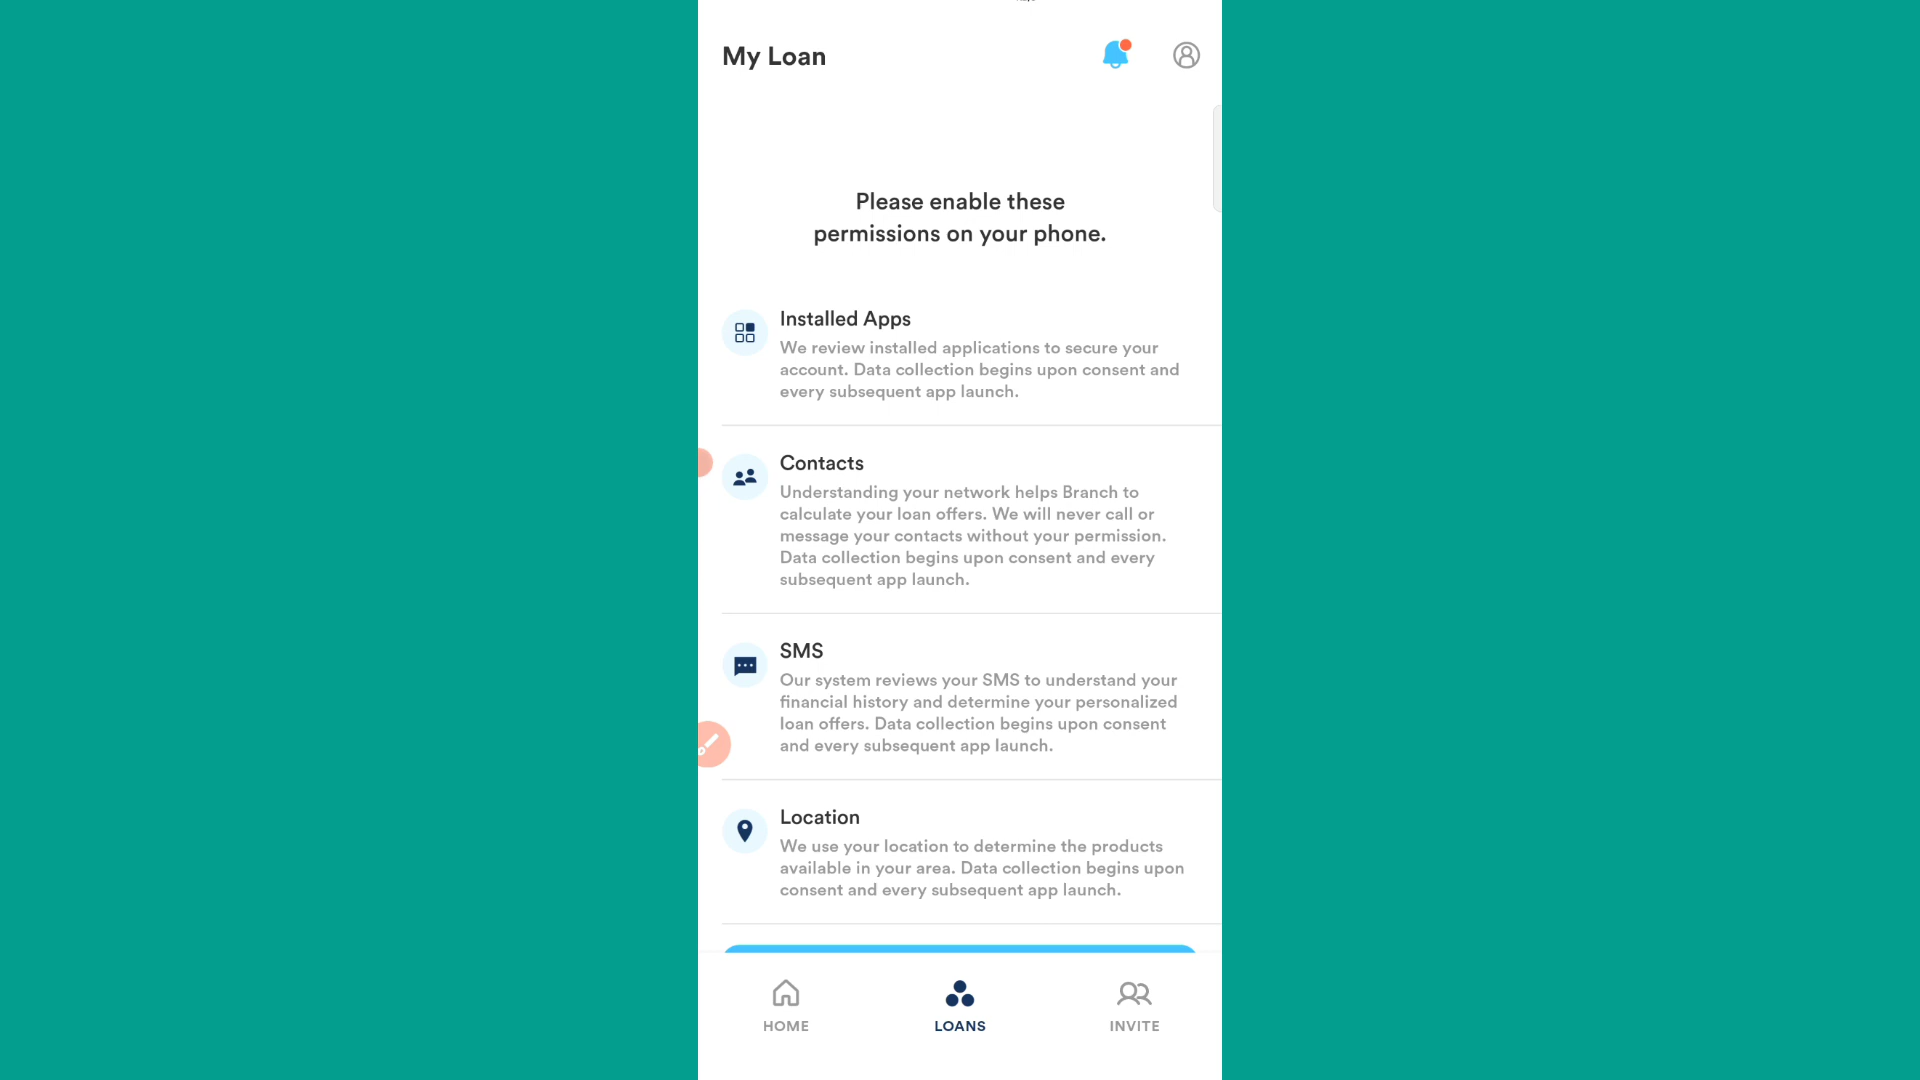 My Loan
Please enable these
permissions on your phone.
Installed Apps
We review installed applications to secure your
account. Data collection begins upon consent and
every subsequent app launch.
Contacts
Understanding your network helps Branch to
calculate your loan offers. We will never call or
message your contacts without your permission.
Data collection begins upon consent and every
subsequent app launch.
SMS
Our system reviews your SMS to understand your
financial history and determine your personalized
loan offers. Data collection begins upon consent
and every subsequent app launch.
Location
We use your location to determine the products
available in your area. Data collection begins upon
consent and every subsequent app launch.
HOME
LOANS
INVITE